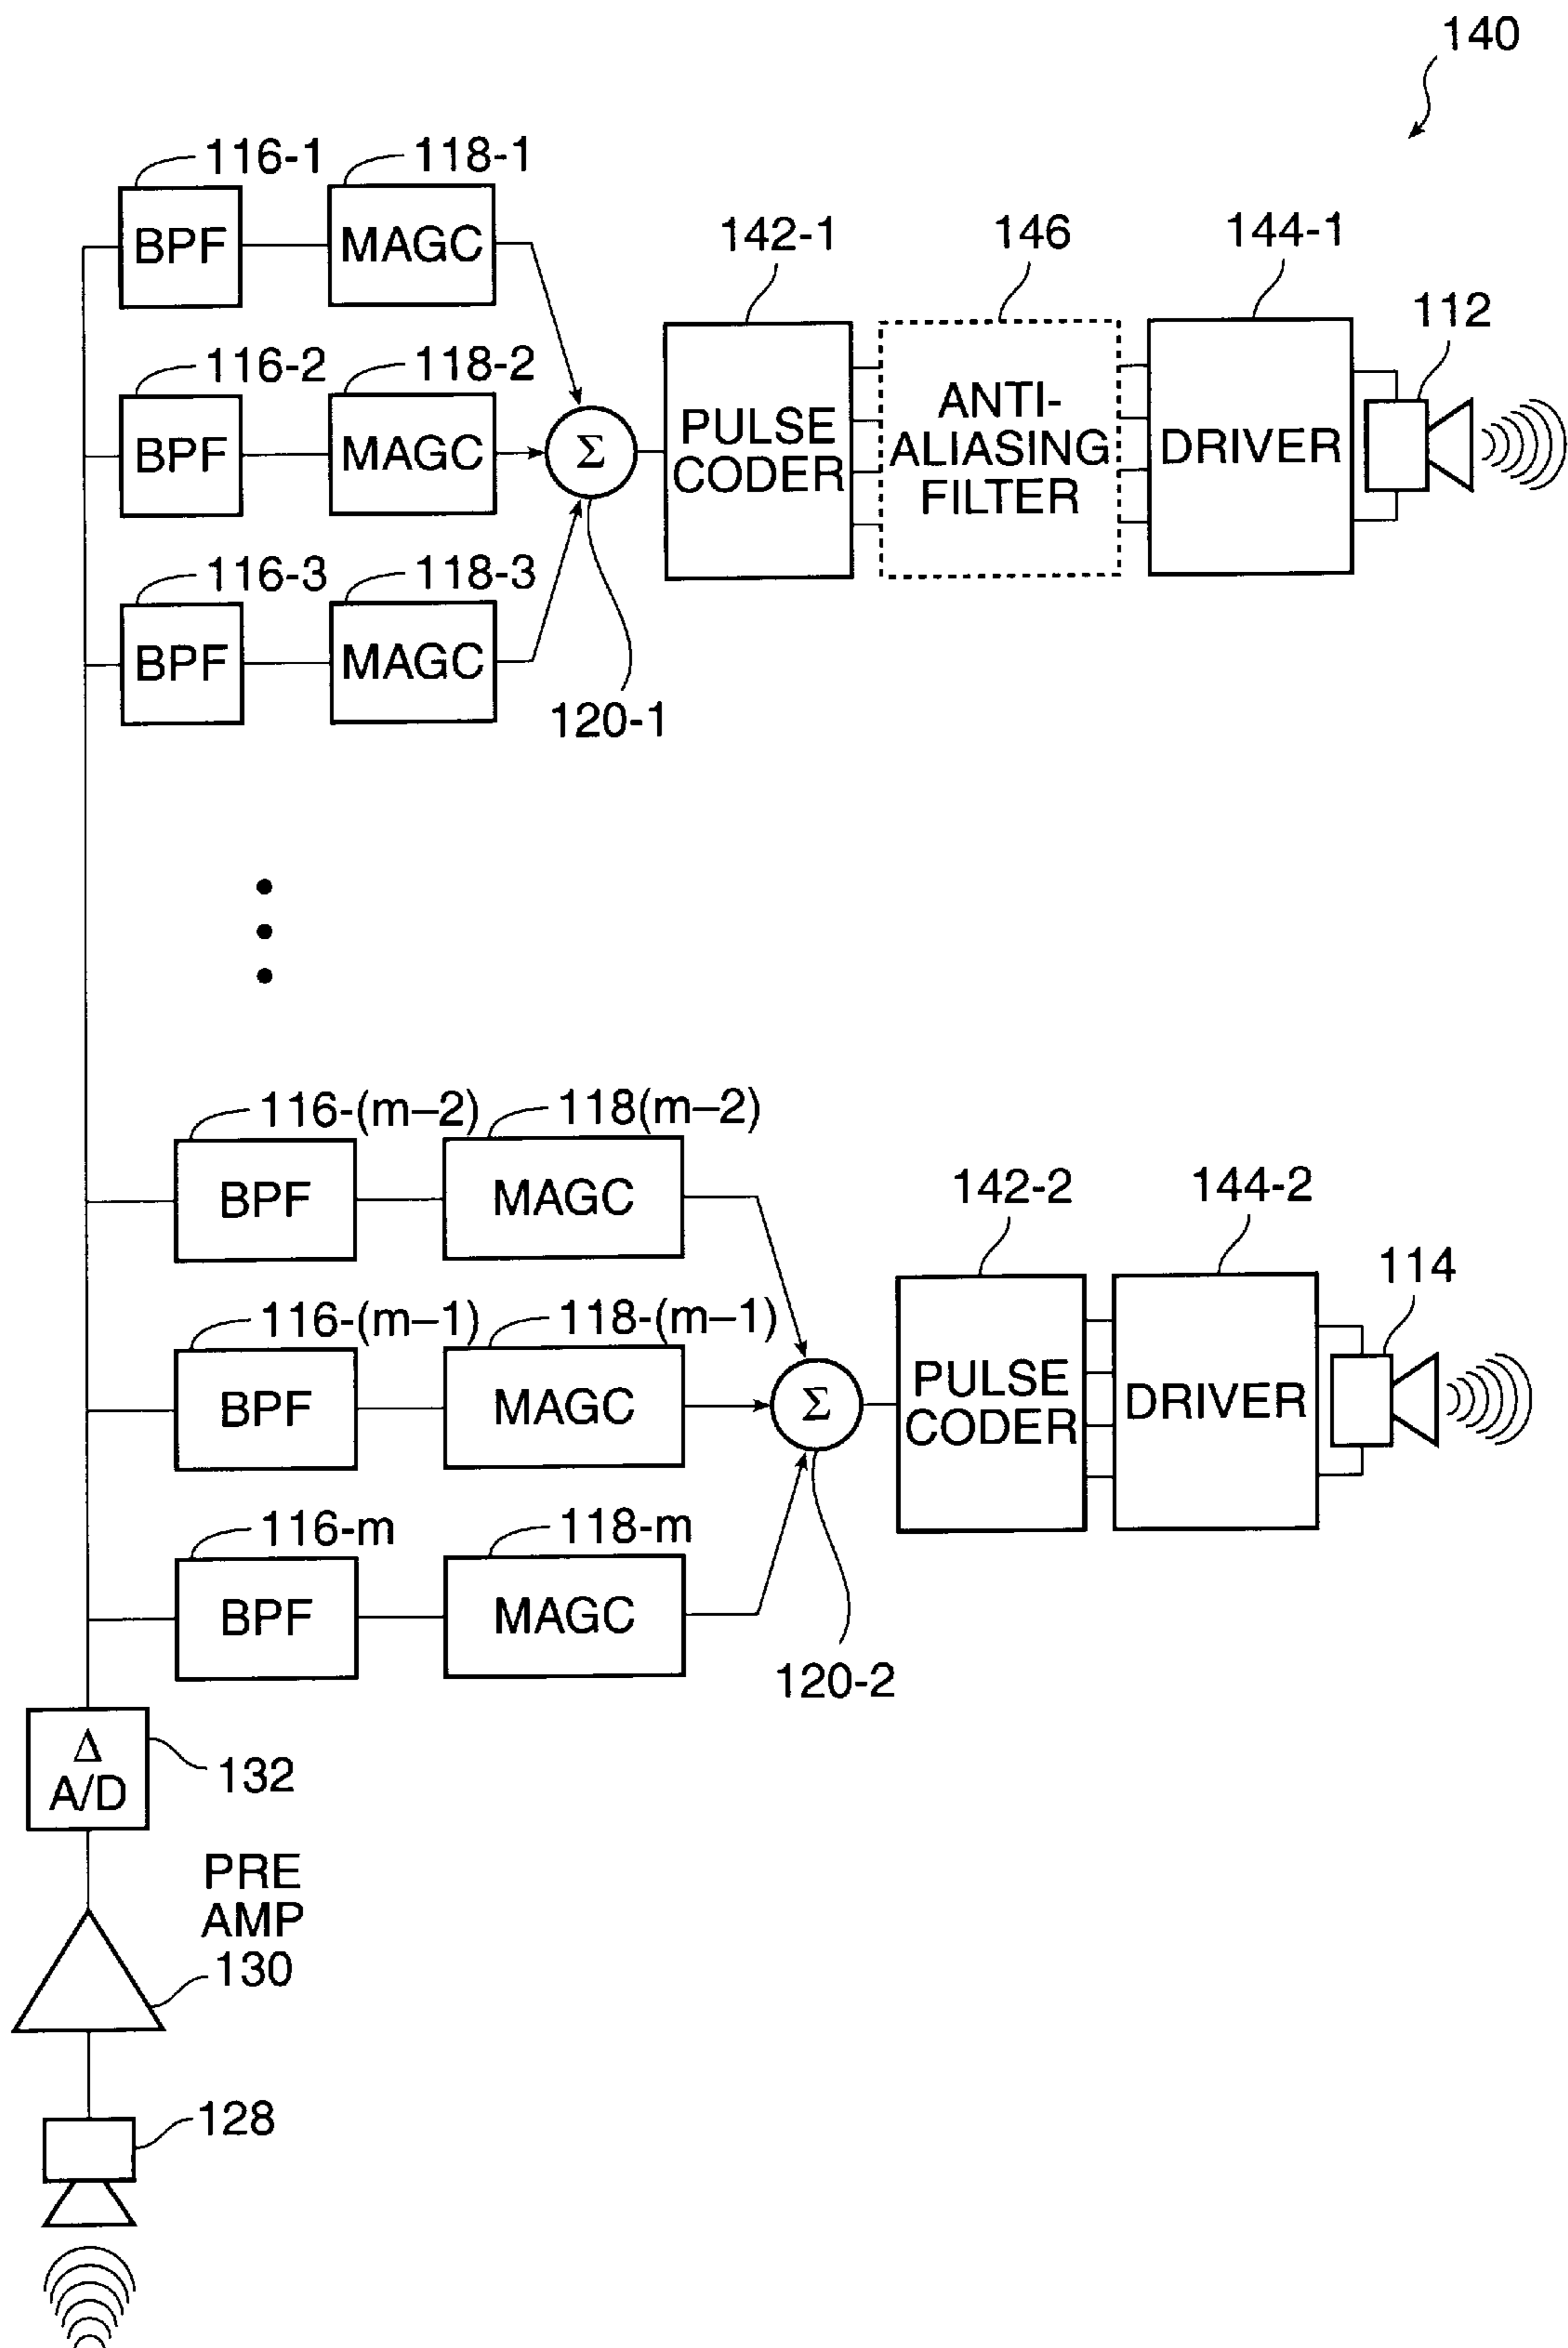 140
116-1
118-1
BPF
MAGC
142-1
146
144-1
112
116-2
118-2
BPF
MAGC
Σ
PULSE
CODER
ANTI-
ALIASING
FILTER
DRIVER
116-3
118-3
BPF
MAGC
120-1
116-(m–2)
118(m–2)
BPF
MAGC
142-2
144-2
114
116-(m–1)
118-(m–1)
BPF
MAGC
Σ
PULSE
CODER
DRIVER
116-m
118-m
BPF
MAGC
120-2
Δ
A/D
132
PRE
AMP
130
128